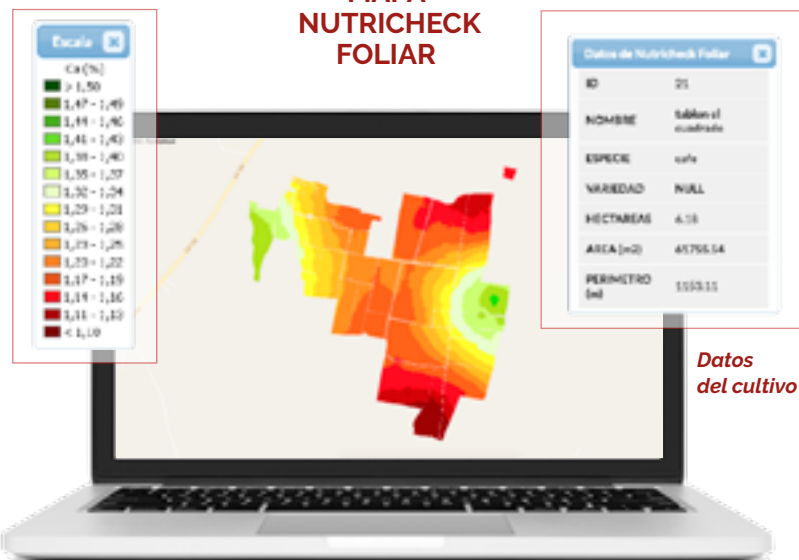 MAPA
NUTRICHECK
FOLIAR
Escala
Ca (%)
> 1,50
1,47 - 1,49
1,44 - 1,46
1,41 - 1,43
1,38 - 1,40
1,35 - 1,37
1,32 - 1,34
1,29 - 1,31
1,26 - 1,28
1,23 - 1,25
1,20 - 1,22
1,17 - 1,19
1,14 - 1,16
1,11 - 1,13
< 1,10
Datos de Nutricheck Foliar
ID 21
NOMBRE tablon el
cuadrado
ESPECIE cafe
VARIEDAD NULL
HECTAREAS 6.18
AREA (m2)
PERIMETRO
(m)
Datos
del cultivo